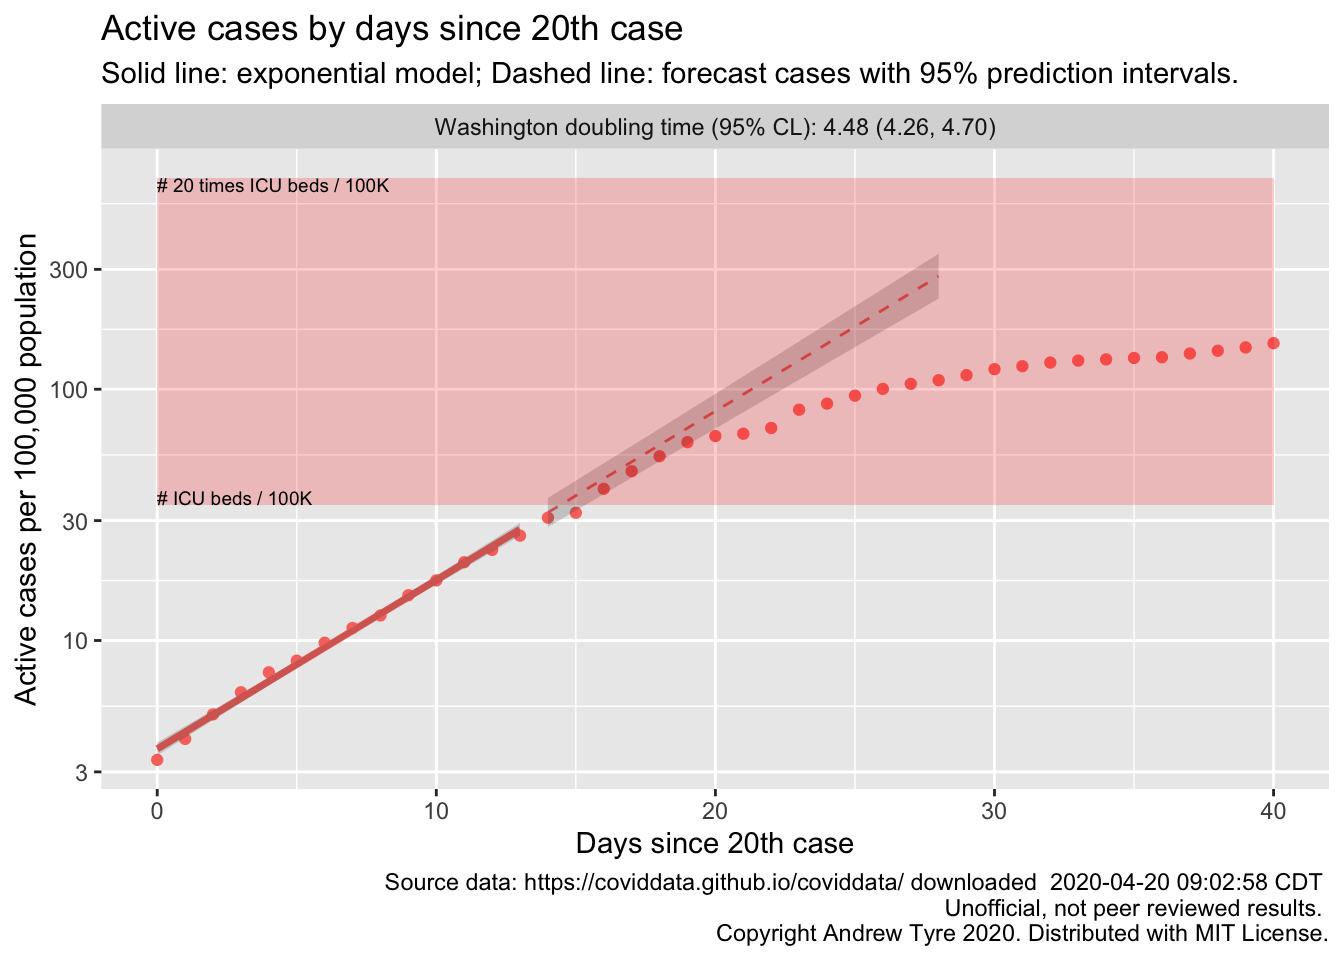 Active cases by days since 20th case
Solid line: exponential model; Dashed line: forecast cases with 95% prediction intervals.
Washington doubling time (95% CL): 4.48 (4.26, 4.70)
# 20 times ICU beds / 100K
300
100
# ICU beds / 100K
30
10
3
Active cases per 100,000 population
0 10 20 30 40
Days since 20th case
Source data: https://coviddata.github.io/coviddata/ downloaded  2020-04-20 09:02:58 CDT
Unofficial, not peer reviewed results.
Copyright Andrew Tyre 2020. Distributed with MIT License.